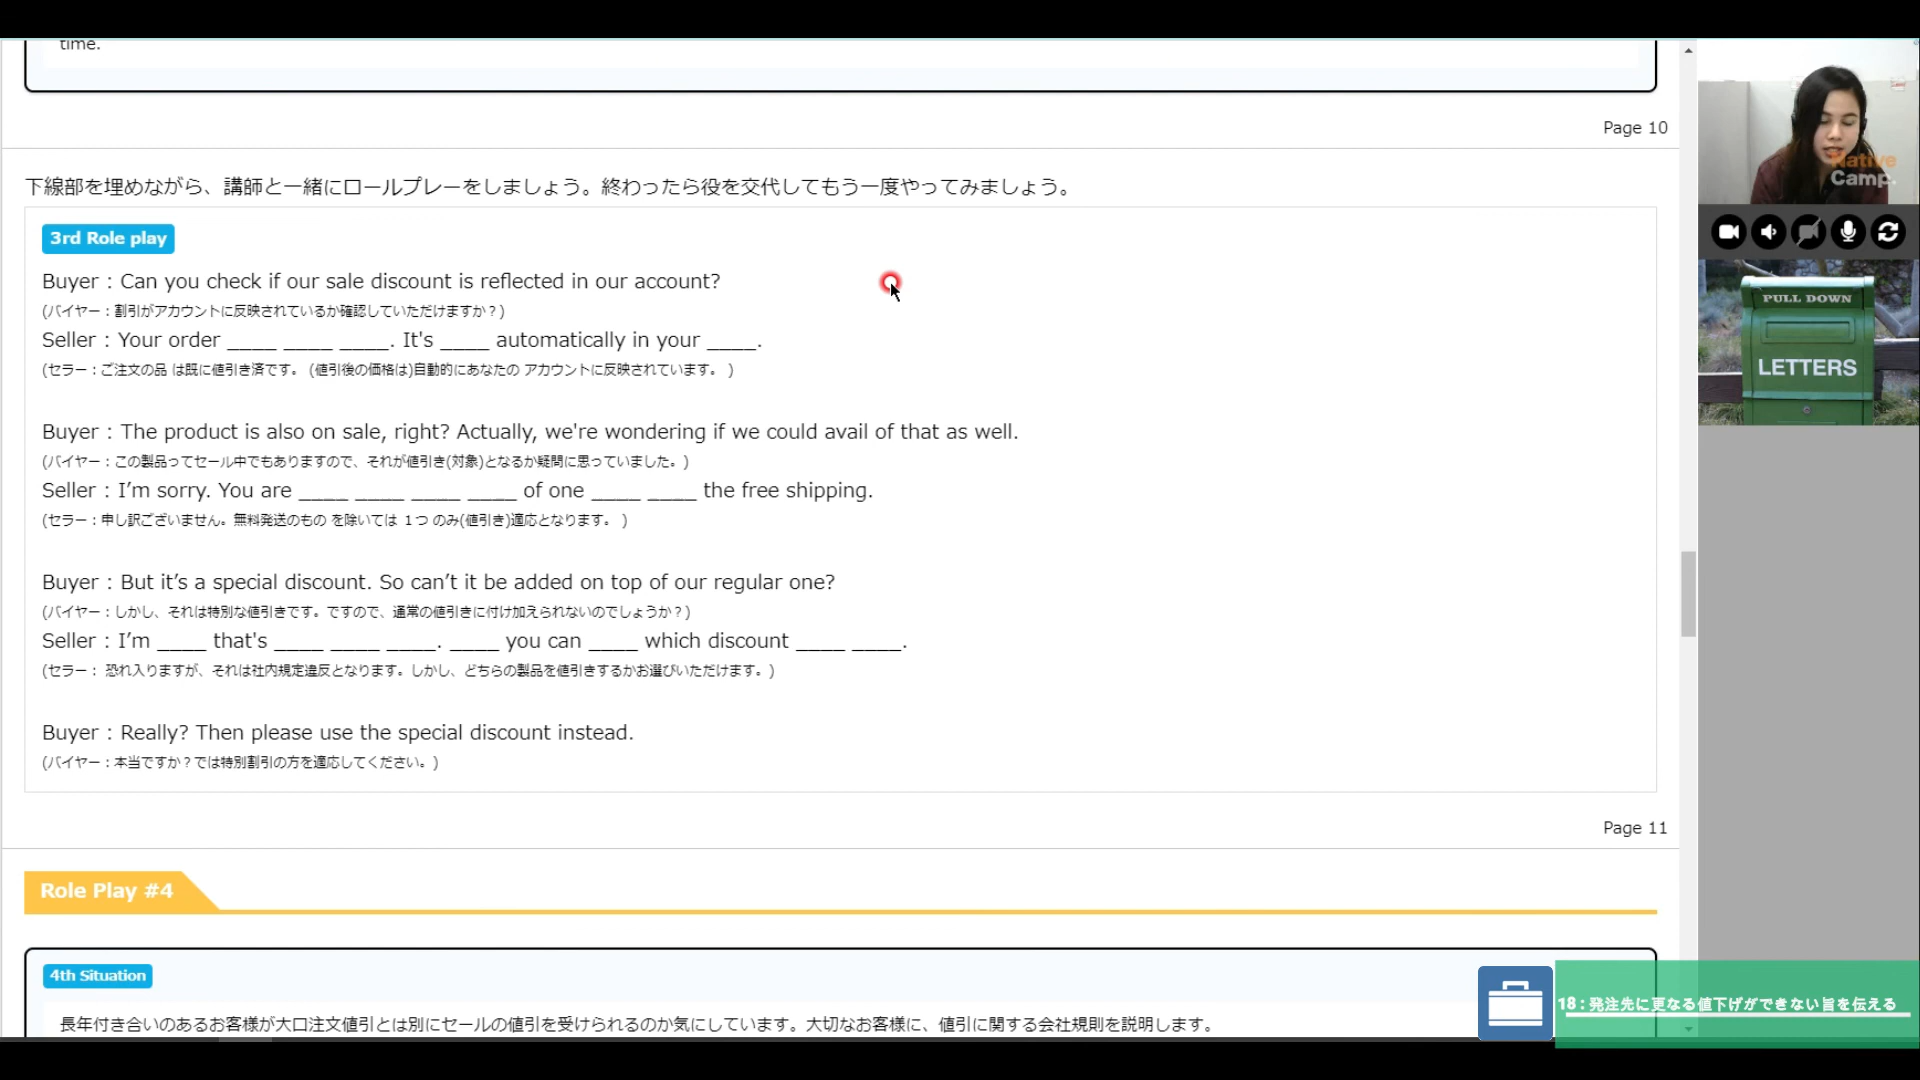 time.
Page 10
下線部を埋めながら、講師と一緒にロールプレーをしましょう。終わったら役を交代してもう一度やってみましょう。
3rd Role play
Buyer : Can you check if our sale discount is reflected in our account?
(バイヤー : 割引がアカウントに反映されているか確認していただけますか？)
Seller : Your order ____ ____ ____. It's ____ automatically in your ____.
(セラー : ご注文の品 は既に値引き済です。 (値引後の価格は)自動的にあなたの アカウントに反映されています。 )
Buyer : The product is also on sale, right? Actually, we're wondering if we could avail of that as well.
(バイヤー : この製品ってセール中でもありますので、それが値引き(対象)となるか疑問に思っていました。)
Seller : I’m sorry. You are ____ ____ ____ ____ of one ____ ____ the free shipping.
(セラー : 申し訳ございません。無料発送のもの を除いては １つ のみ(値引き)適応となります。 )
Buyer : But it’s a special discount. So can’t it be added on top of our regular one?
(バイヤー : しかし、それは特別な値引きです。ですので、通常の値引きに付け加えられないのでしょうか？)
Seller : I’m ____ that's ____ ____ ____. ____ you can ____ which discount ____ ____.
(セラー : 恐れ入りますが、それは社内規定違反となります。しかし、どちらの製品を値引きするかお選びいただけます。)
Buyer : Really? Then please use the special discount instead.
(バイヤー : 本当ですか？では特別割引の方を適応してください。)
Page 11
Role Play #4
4th Situation
長年付き合いのあるお客様が大口注文値引とは別にセールの値引を受けられるのか気にしています。大切なお客様に、値引に関する会社規則を説明します。
Native
Camp.
PULL DOWN
LETTERS
18 : 発注先に更なる値下げができない旨を伝える